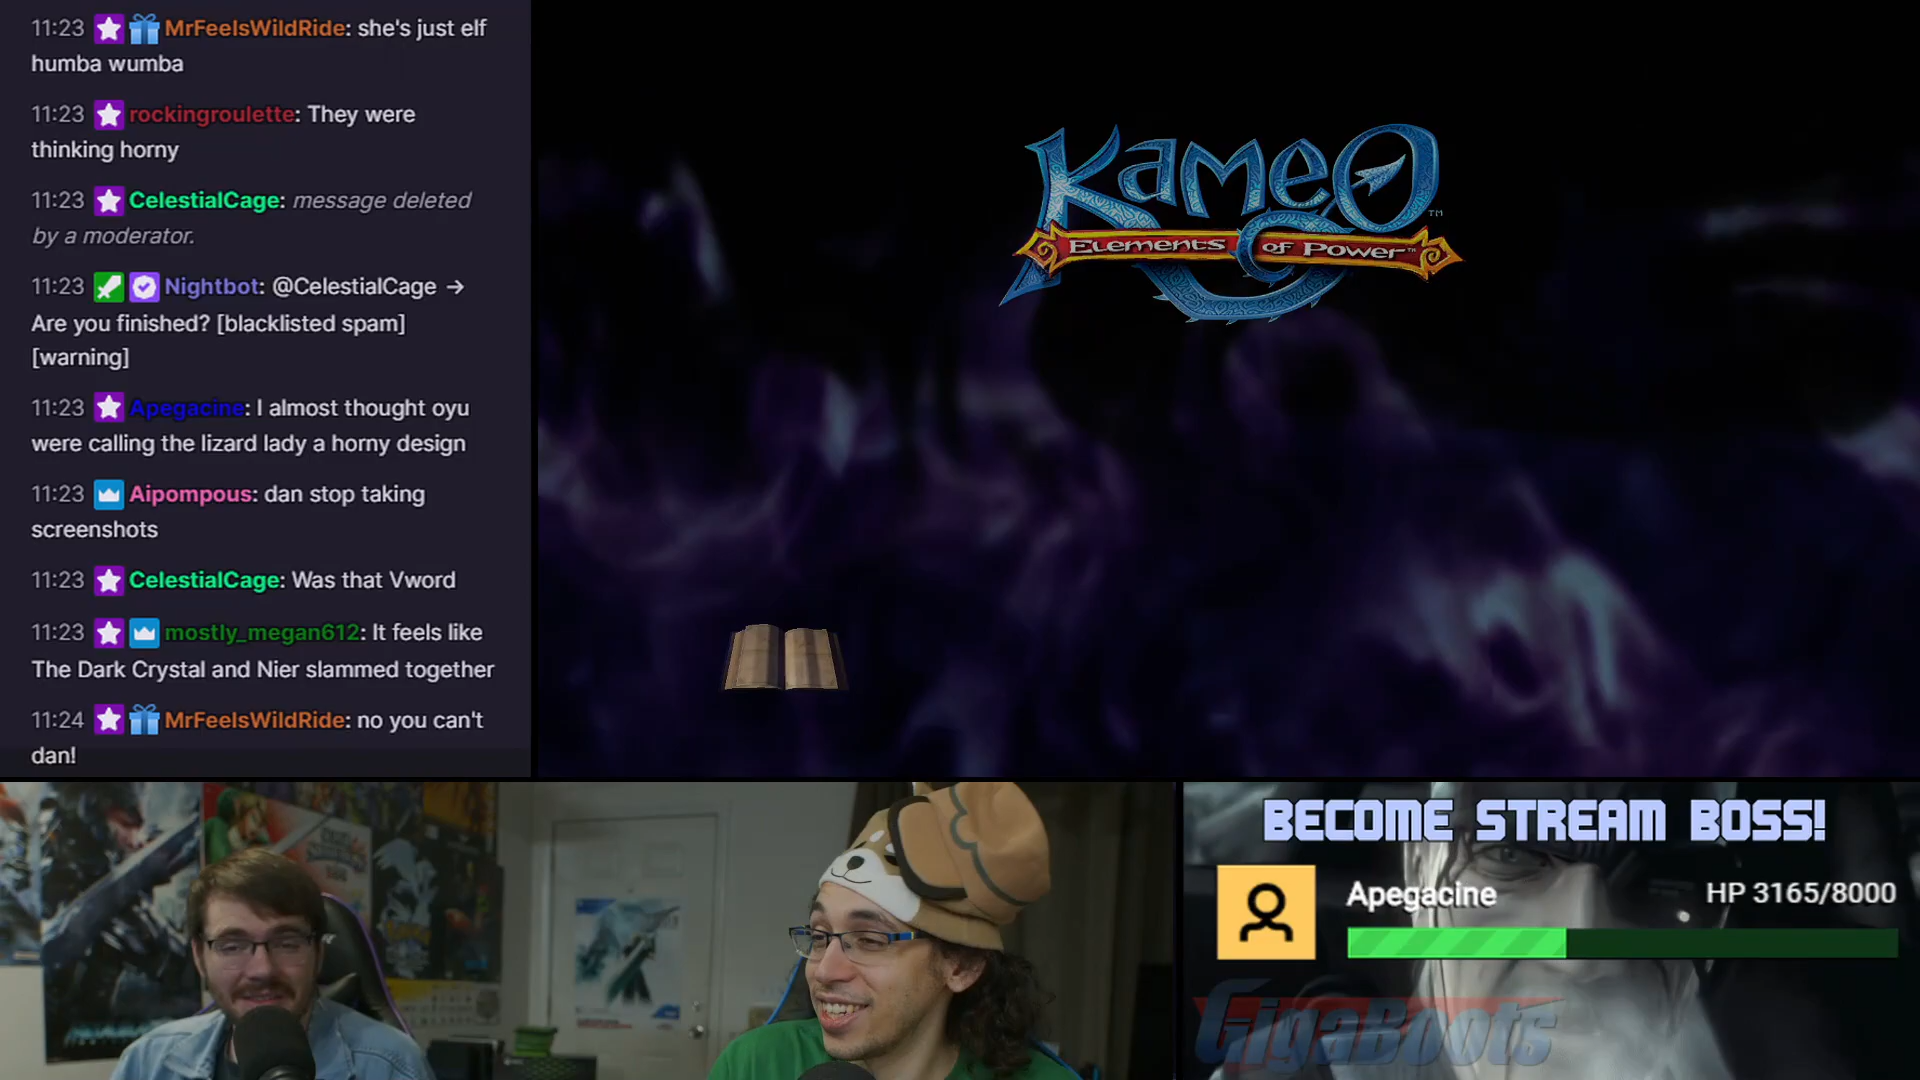 11:23 MrFeelsWildRide: she's just elf
humba wumba
11:23 rockingroulette: They were
thinking horny
11:23 CelestialCage: message deleted
by a moderator.
11:23 Nightbot: @CelestialCage →
Are you finished? [blacklisted spam]
[warning]
11:23 Apegacine: I almost thought oyu
were calling the lizard lady a horny design
11:23 Aipompous: dan stop taking
screenshots
11:23 CelestialCage: Was that Vword
11:23 mostly_megan612: It feels like
The Dark Crystal and Nier slammed together
11:24 MrFeelsWildRide: no you can't
dan!
Kameo™
Elements of Power™
BECOME STREAM BOSS!
Apegacine HP 3165/8000
GigaBoots